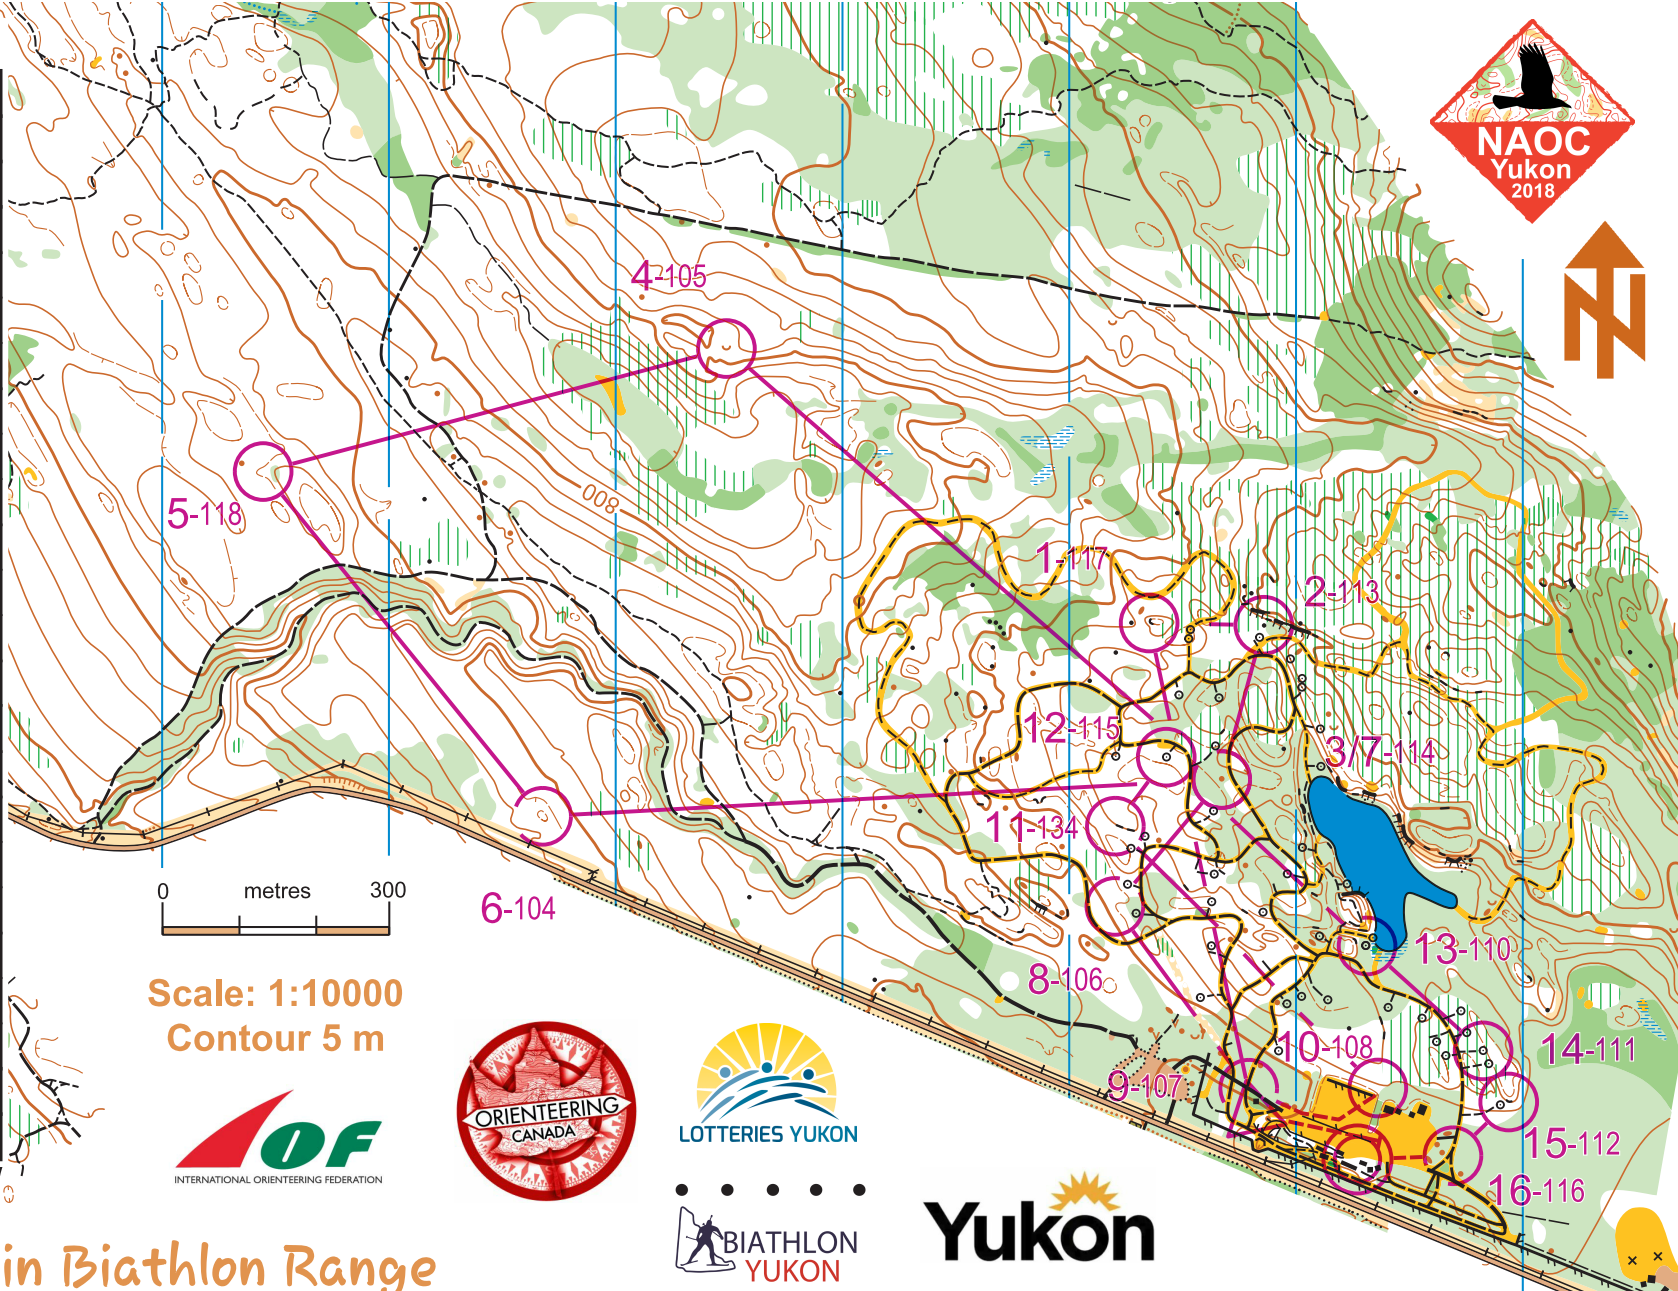 NAOC
Yukon
2018
4-105
5-118
800
1-117
2-113
12-115
3/7-114
11-134
6-104
8-106
13-110
10-108
14-111
9-107
15-112
16-116
0 metres 300
Scale: 1:10000
Contour 5 m
IOF
INTERNATIONAL ORIENTEERING FEDERATION
ORIENTEERING
CANADA
LOTTERIES YUKON
BIATHLON
YUKON
Yukon
in Biathlon Range
N